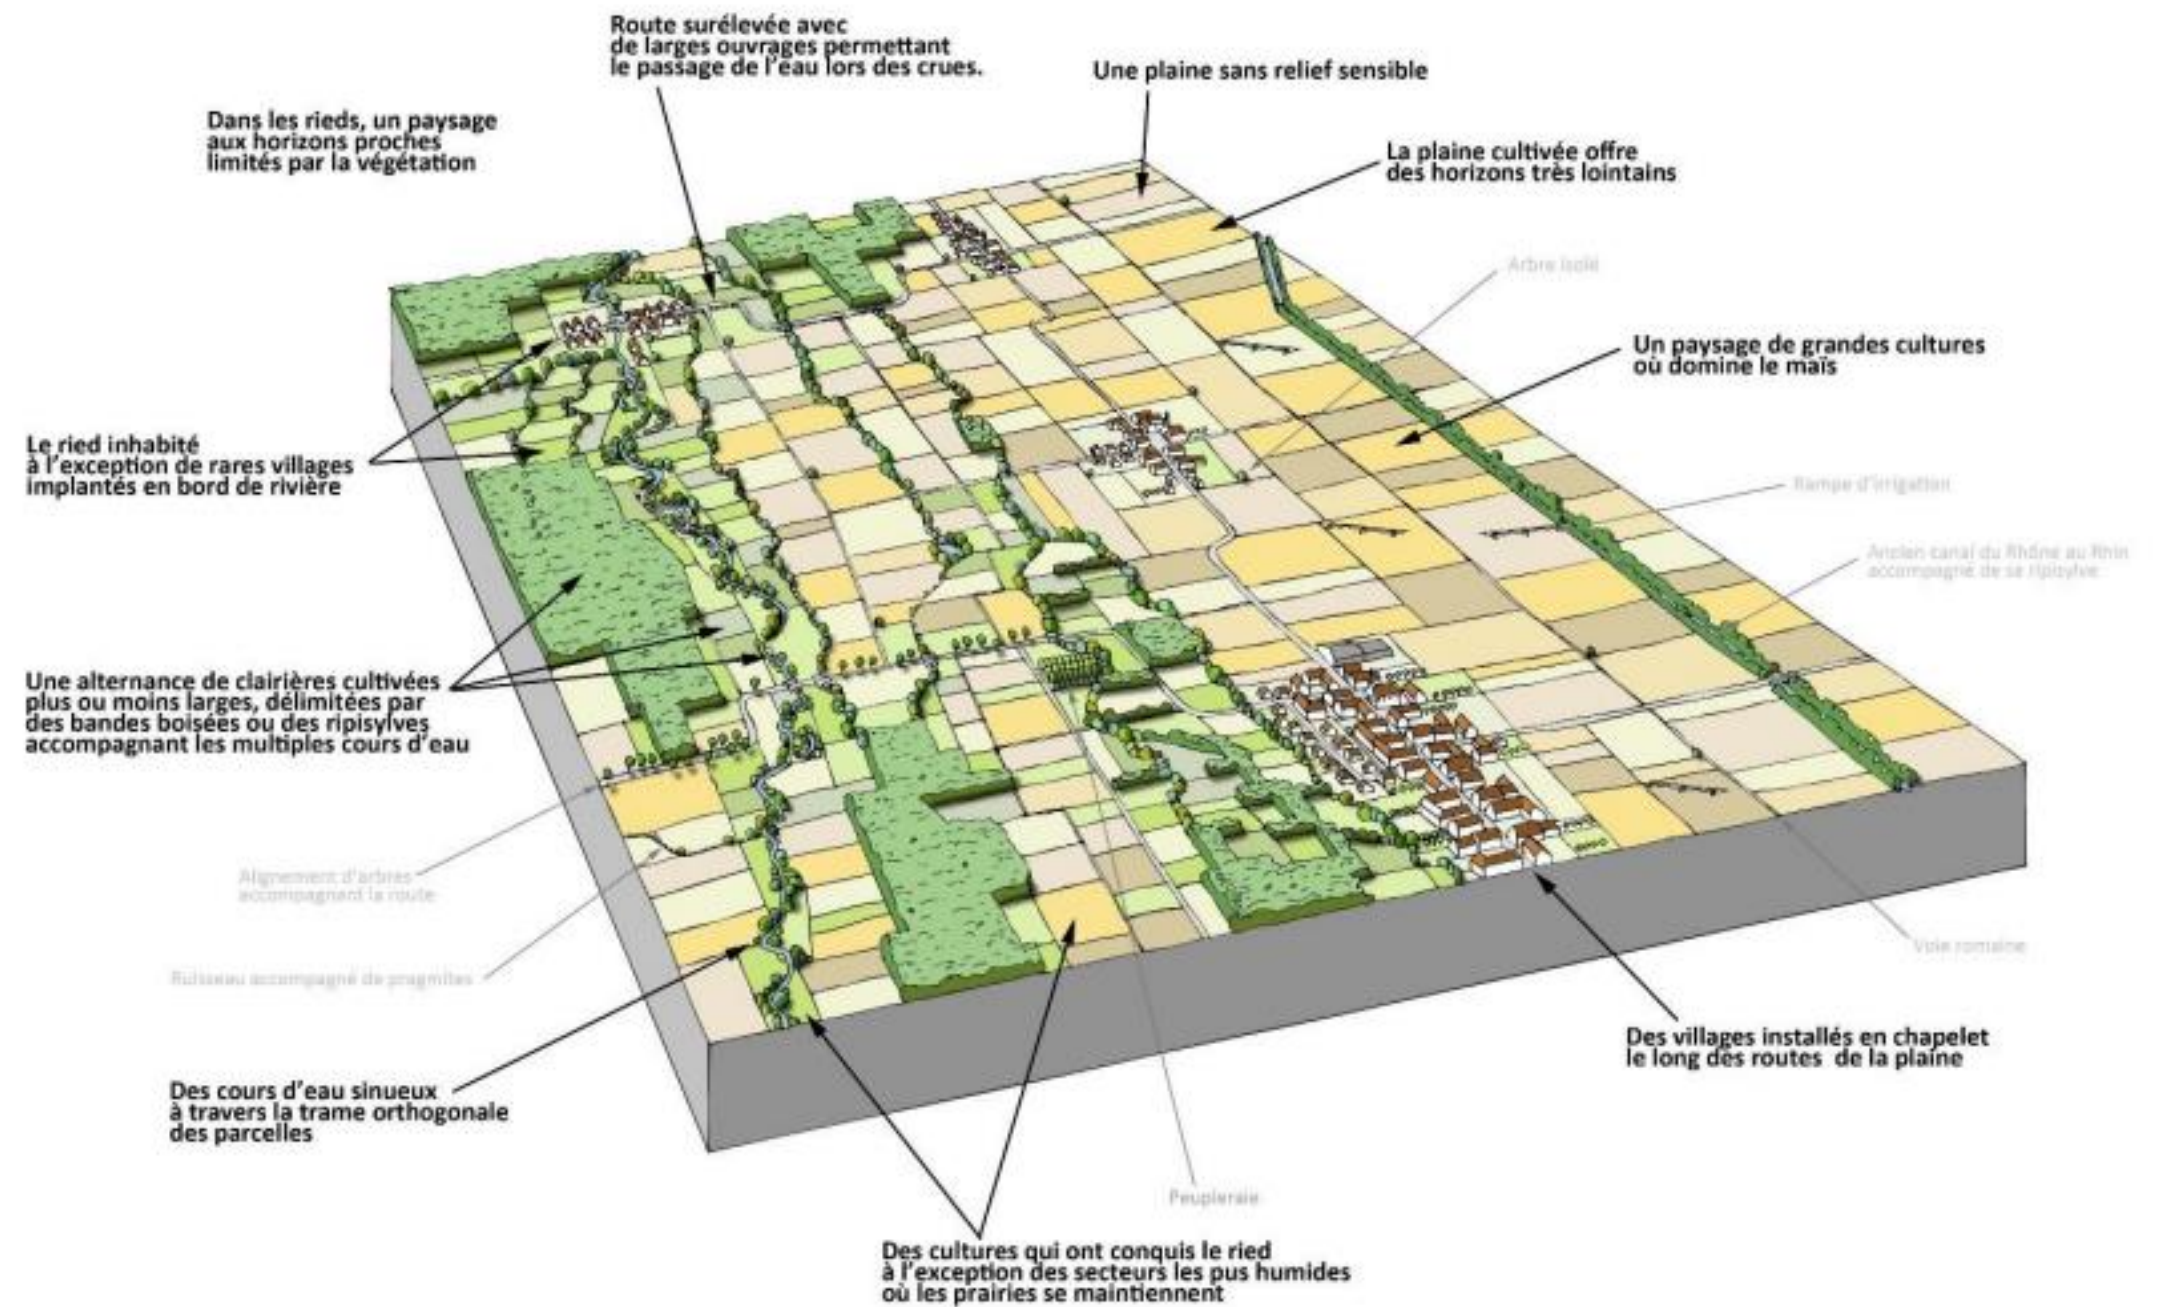 Route surélevée avec
de larges ouvrages permettant
le passage de l'eau lors des crues.
Une plaine sans relief sensible
Dans les rieds, un paysage
aux horizons proches
limités par la végétation
La plaine cultivée offre
des horizons très lointains
Arbre isolé
Un paysage de grandes cultures
où domine le maïs
Le ried inhabité
à l'exception de rares villages
implantés en bord de rivière
Rampe d'irrigation
Ancien canal du Rhône au Rhin
accompagné de sa ripisylve
Une alternance de clairières cultivées
plus ou moins larges, délimitées par
des bandes boisées ou des ripisylves
accompagnant les multiples cours d'eau
Alignement d'arbres
accompagnant la route
Voie romaine
Ruisseau accompagné de pragmites
Des villages installés en chapelet
le long des routes de la plaine
Des cours d'eau sinueux
à travers la trame orthogonale
des parcelles
Peupleraie
Des cultures qui ont conquis le ried
à l'exception des secteurs les pus humides
où les prairies se maintiennent